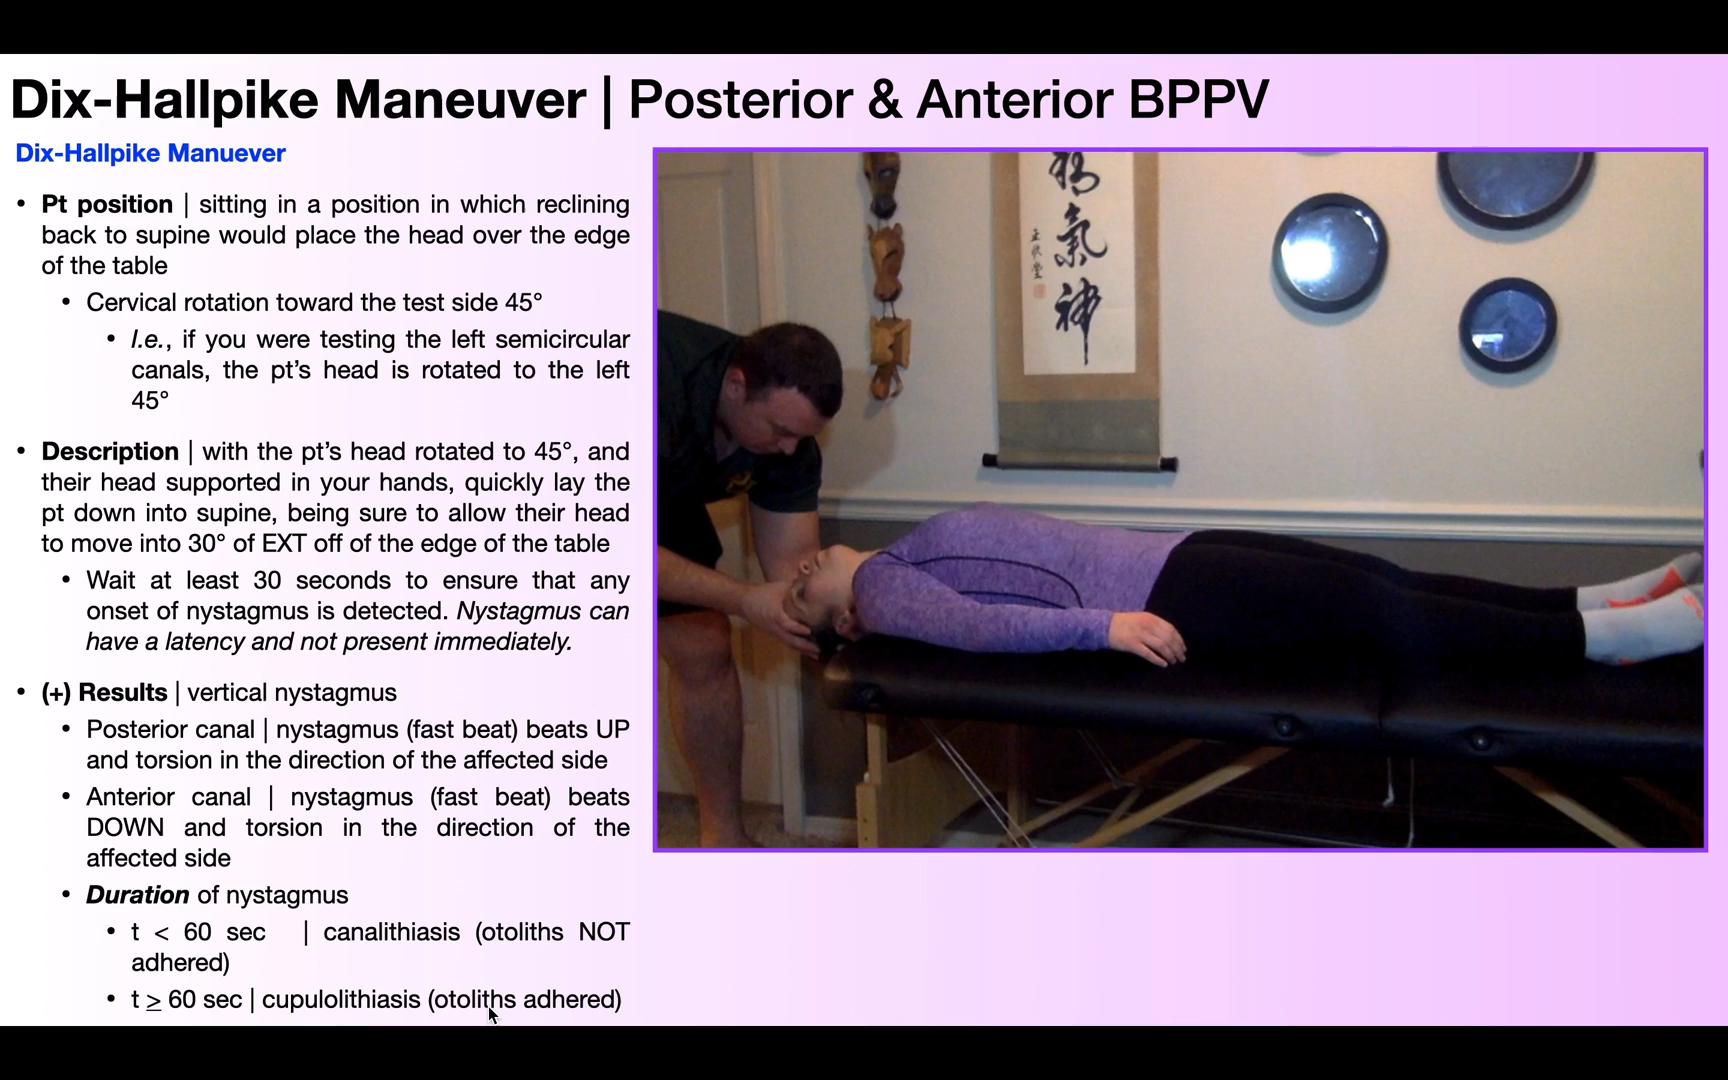 Dix-Hallpike Maneuver | Posterior & Anterior BPPV
Dix-Hallpike Manuever
• Pt position | sitting in a position in which reclining
back to supine would place the head over the edge
of the table
• Cervical rotation toward the test side 45°
• I.e., if you were testing the left semicircular
canals, the pt’s head is rotated to the left
45°
• Description | with the pt’s head rotated to 45°, and
their head supported in your hands, quickly lay the
pt down into supine, being sure to allow their head
to move into 30° of EXT off of the edge of the table
• Wait at least 30 seconds to ensure that any
onset of nystagmus is detected. Nystagmus can
have a latency and not present immediately.
• (+) Results | vertical nystagmus
• Posterior canal | nystagmus (fast beat) beats UP
and torsion in the direction of the affected side
• Anterior canal | nystagmus (fast beat) beats
DOWN and torsion in the direction of the
affected side
• Duration of nystagmus
• t < 60 sec | canalithiasis (otoliths NOT
adhered)
• t ≥ 60 sec | cupulolithiasis (otoliths adhered)
氣
神